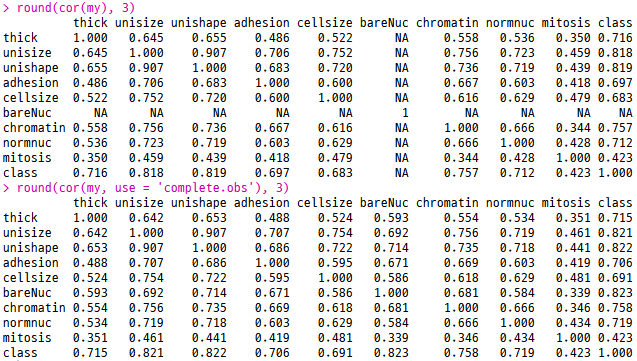 > round(cor(my), 3)
thick unisize unishape adhesion cellsize bareNuc chromatin normnuc mitosis class
thick 1.000 0.645 0.655 0.486 0.522 NA 0.558 0.536 0.350 0.716
unisize 0.645 1.000 0.907 0.706 0.752 NA 0.756 0.723 0.459 0.818
unishape 0.655 0.907 1.000 0.683 0.720 NA 0.736 0.719 0.439 0.819
adhesion 0.486 0.706 0.683 1.000 0.600 NA 0.667 0.603 0.418 0.697
cellsize 0.522 0.752 0.720 0.600 1.000 NA 0.616 0.629 0.479 0.683
bareNuc NA NA NA NA NA 1 NA NA NA NA
chromatin 0.558 0.756 0.736 0.667 0.616 NA 1.000 0.666 0.344 0.757
normnuc 0.536 0.723 0.719 0.603 0.629 NA 0.666 1.000 0.428 0.712
mitosis 0.350 0.459 0.439 0.418 0.479 NA 0.344 0.428 1.000 0.423
class 0.716 0.818 0.819 0.697 0.683 NA 0.757 0.712 0.423 1.000
> round(cor(my, use = 'complete.obs'), 3)
thick unisize unishape adhesion cellsize bareNuc chromatin normnuc mitosis class
thick 1.000 0.642 0.653 0.488 0.524 0.593 0.554 0.534 0.351 0.715
unisize 0.642 1.000 0.907 0.707 0.754 0.692 0.756 0.719 0.461 0.821
unishape 0.653 0.907 1.000 0.686 0.722 0.714 0.735 0.718 0.441 0.822
adhesion 0.488 0.707 0.686 1.000 0.595 0.671 0.669 0.603 0.419 0.706
cellsize 0.524 0.754 0.722 0.595 1.000 0.586 0.618 0.629 0.481 0.691
bareNuc 0.593 0.692 0.714 0.671 0.586 1.000 0.681 0.584 0.339 0.823
chromatin 0.554 0.756 0.735 0.669 0.618 0.681 1.000 0.666 0.346 0.758
normnuc 0.534 0.719 0.718 0.603 0.629 0.584 0.666 1.000 0.434 0.719
mitosis 0.351 0.461 0.441 0.419 0.481 0.339 0.346 0.434 1.000 0.423
class 0.715 0.821 0.822 0.706 0.691 0.823 0.758 0.719 0.423 1.000